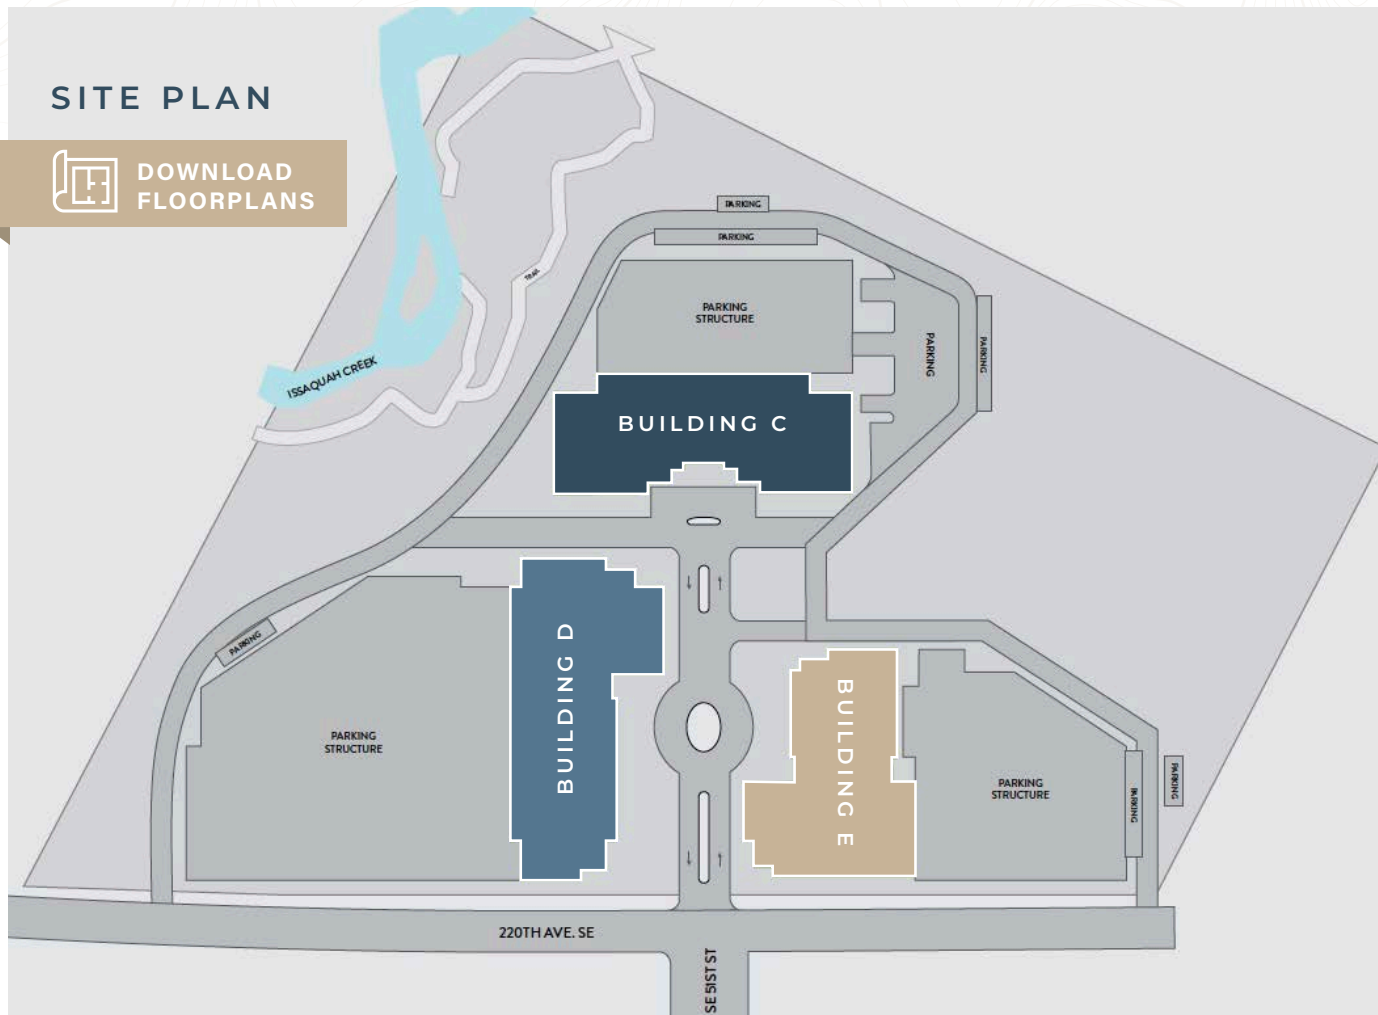 SITE PLAN
DOWNLOAD
FLOORPLANS
PARKING
PARKING
TRAIL
PARKING
STRUCTURE
PARKING
PARKING
ISSAQUAH CREEK
BUILDING C
PARKING
BUILDING D
BUILDING E
PARKING
STRUCTURE
PARKING
STRUCTURE
PARKING
PARKING
220TH AVE. SE
SE 51ST ST